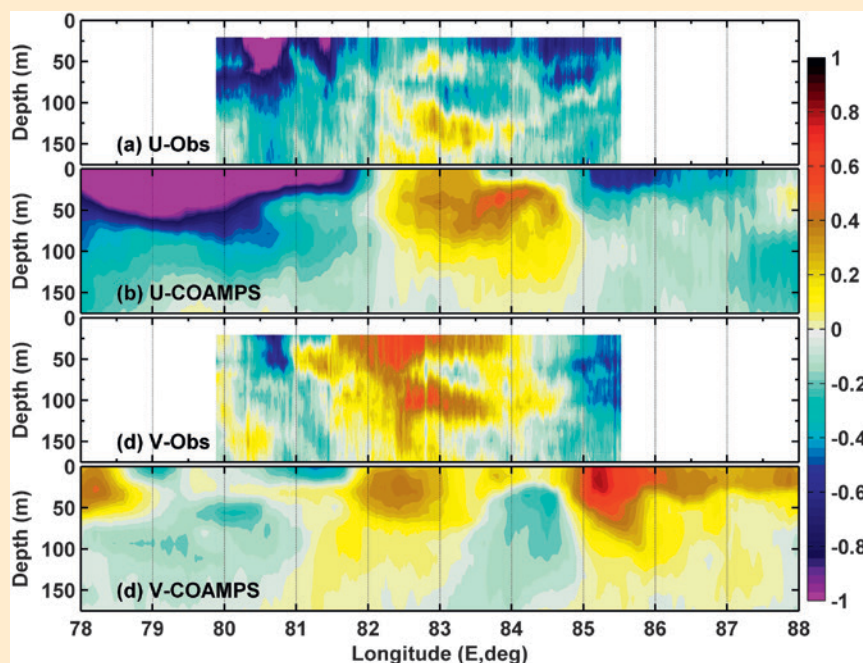 0
50
100
150
Depth (m)
(a) U-Obs
0
50
100
150
Depth (m)
(b) U-COAMPS
0
50
100
150
Depth (m)
(d) V-Obs
0
50
100
150
Depth (m)
(d) V-COAMPS
78 79 80 81 82 83 84 85 86 87 88
Longitude (E,deg)
1
0.8
0.6
0.4
0.2
0
-0.2
-0.4
-0.6
-0.8
-1